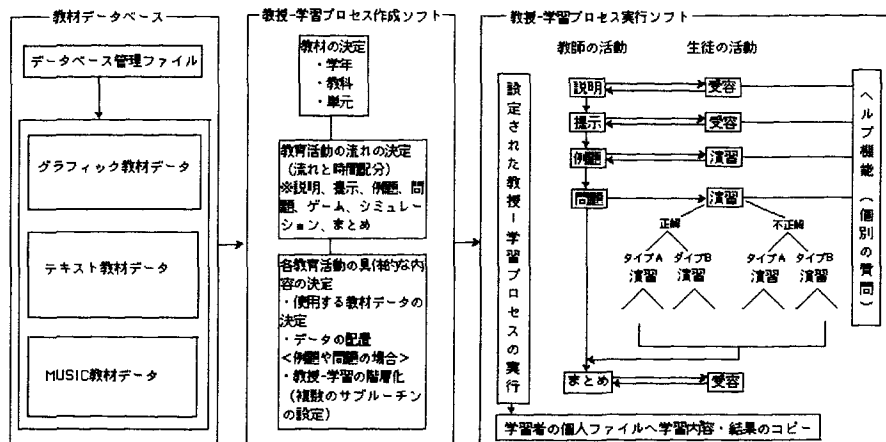 教材データベース
データベース管理ファイル
グラフィック教材データ
テキスト教材データ
MUSIC教材データ
教授-学習プロセス作成ソフト
教材の決定
・学年
・教科
・単元
教育活動の流れの決定
(流れと時間配分)
※説明、提示、例題、問
題、ゲーム、シミュレー
ション、まとめ
各教育活動の具体的な内
容の決定
・使用する教材データの
決定
・データの配置
<例題や問題の場合>
・教授-学習の階層化
(複数のサブルーチン
の設定)
教授-学習プロセス実行ソフト
設定された教授-学習プロセスの実行
教師の活動
生徒の活動
説明
受容
提示
受容
例題
演習
問題
演習
正解
不正解
タイプA
演習
タイプB
演習
タイプA
演習
タイプB
演習
まとめ
受容
ヘルプ機能(個別の質問)
学習者の個人ファイルへ学習内容・結果のコピー